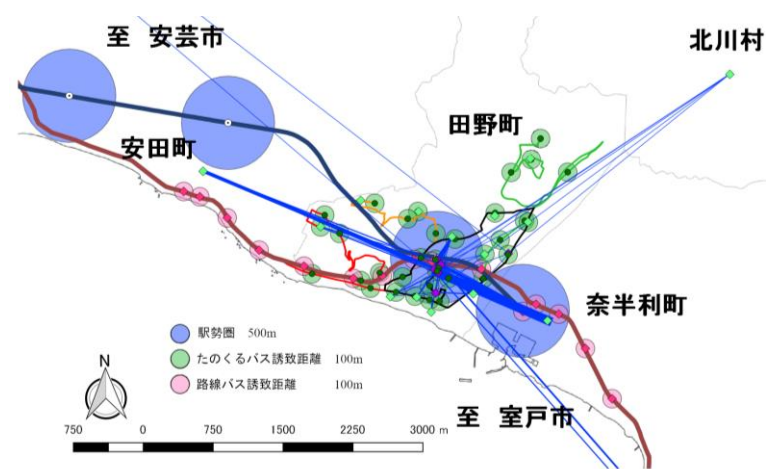 至 安芸市
北川村
田野町
安田町
奈半利町
駅勢圏 500m
たのくるバス誘致距離 100m
路線バス誘致距離 100m
N
至 室戸市
750 0 750 1500 2250 3000 m